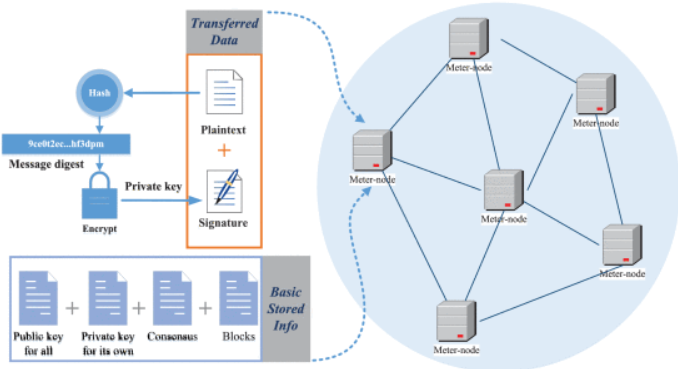 Transferred
Data
Hash
Plaintext
9ce0t2ec...hf3dpm
Message digest
+
Private key
Encrypt
Signature
Public key
for all
+
Private key
for its own
+
Consensus
+
Blocks
Basic
Stored
Info
Meter-node
Meter-node
Meter-node
Meter-node
Meter-node
Meter-node